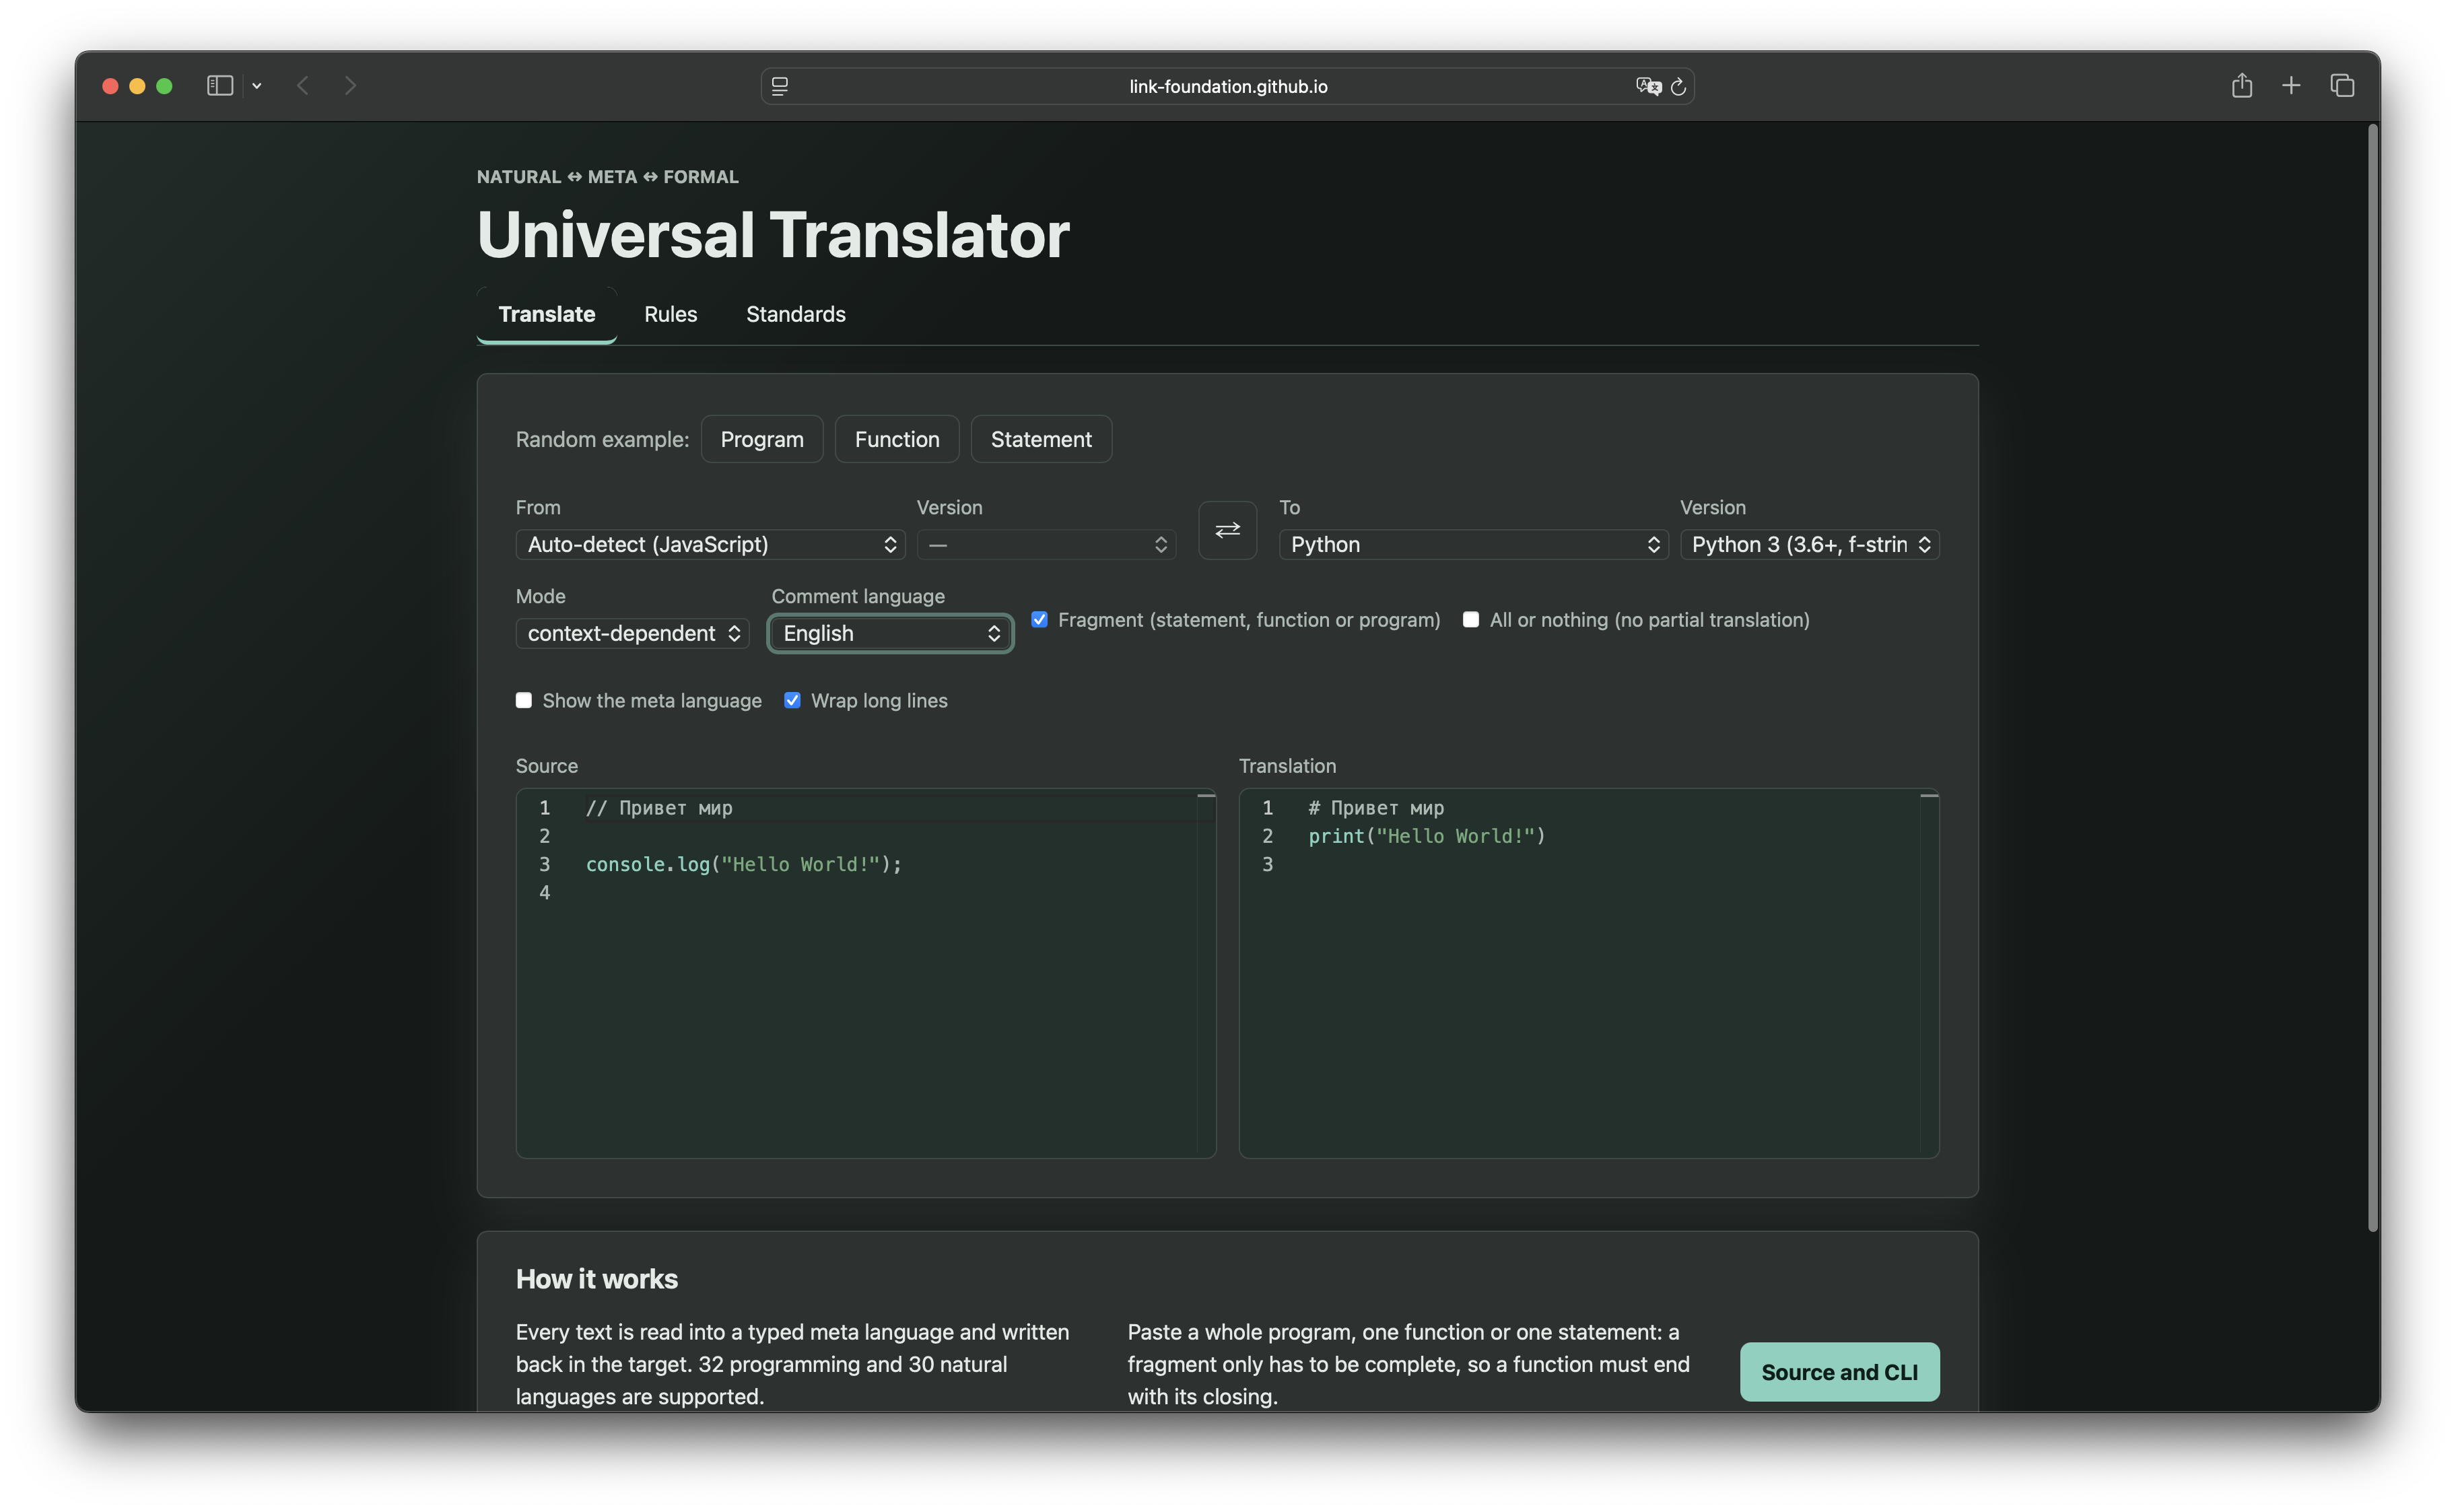 link-foundation.github.io
NATURAL ↔ META ↔ FORMAL
Universal Translator
Translate Rules Standards
Random example: Program Function Statement
From Version To Version
Auto-detect (JavaScript) — Python Python 3 (3.6+, f-strin
Mode Comment language
context-dependent English Fragment (statement, function or program) All or nothing (no partial translation)
Show the meta language Wrap long lines
Source
1 // Привет мир
2
3 console.log("Hello World!");
4
Translation
1 # Привет мир
2 print("Hello World!")
3
How it works
Every text is read into a typed meta language and written
back in the target. 32 programming and 30 natural
languages are supported.
Paste a whole program, one function or one statement: a
fragment only has to be complete, so a function must end
with its closing.
Source and CLI